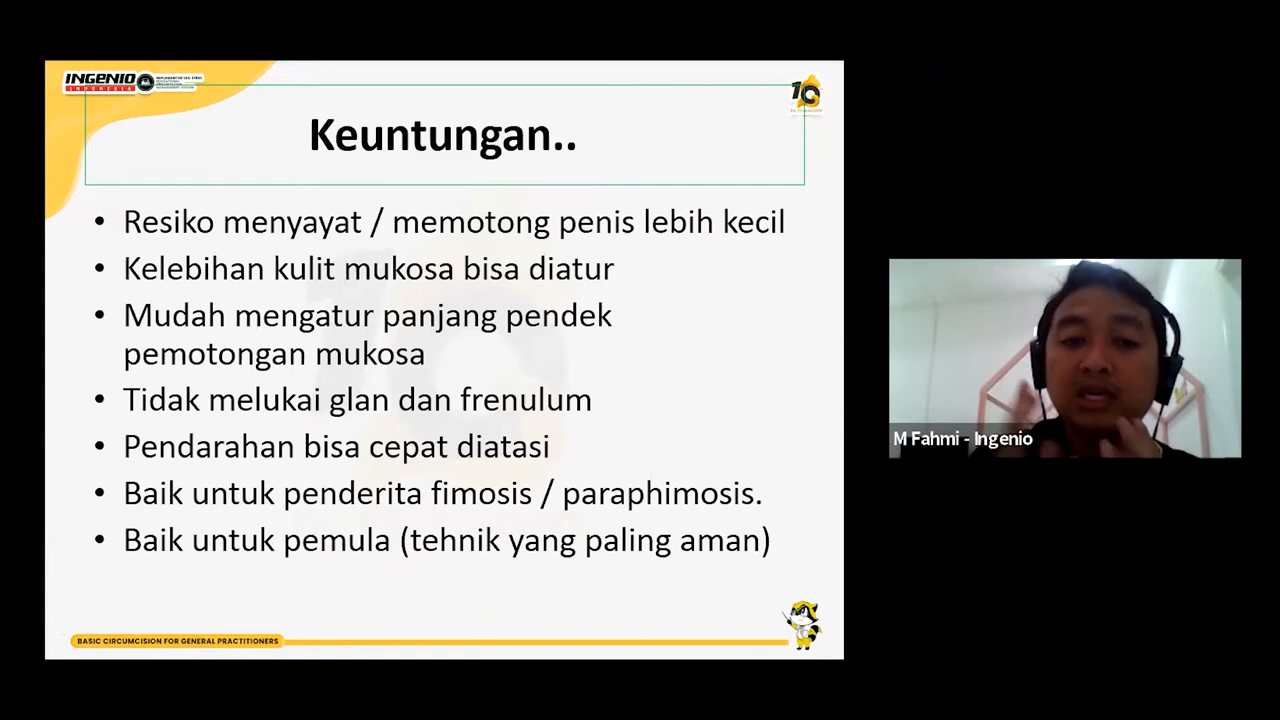 INGENIO
INDONESIA
Keuntungan..
• Resiko menyayat / memotong penis lebih kecil
• Kelebihan kulit mukosa bisa diatur
• Mudah mengatur panjang pendek
pemotongan mukosa
• Tidak melukai glan dan frenulum
• Pendarahan bisa cepat diatasi
• Baik untuk penderita fimosis / paraphimosis.
• Baik untuk pemula (tehnik yang paling aman)
M Fahmi - Ingenio
BASIC CIRCUMCISION FOR GENERAL PRACTITIONERS